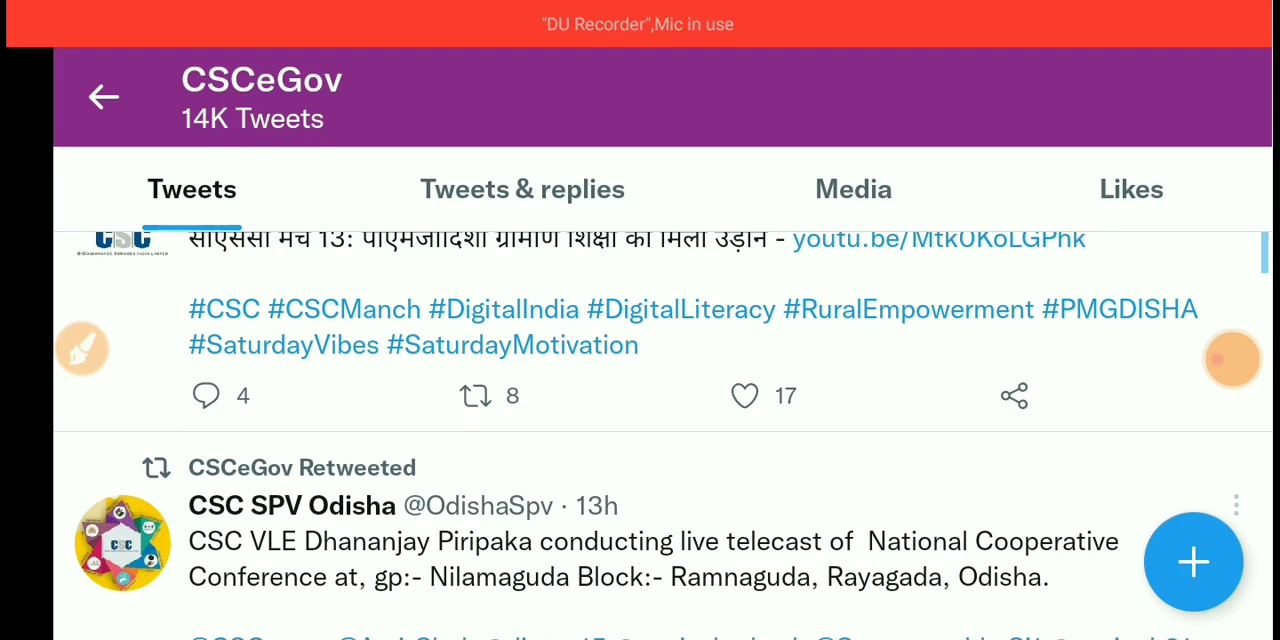 "DU Recorder",Mic in use
CSCeGov
14K Tweets
Tweets
Tweets & replies
Media
Likes
CSC
सीएससी मंच 13: पीएमजीदिशा ग्रामीण शिक्षा को मिली उड़ान - youtu.be/MtkOKoLGPhk
#CSC #CSCManch #DigitalIndia #DigitalLiteracy #RuralEmpowerment #PMGDISHA
#SaturdayVibes #SaturdayMotivation
4
8
17
CSCeGov Retweeted
CSC SPV Odisha @OdishaSpv · 13h
CSC VLE Dhananjay Piripaka conducting live telecast of National Cooperative
Conference at, gp:- Nilamaguda Block:- Ramnaguda, Rayagada, Odisha.